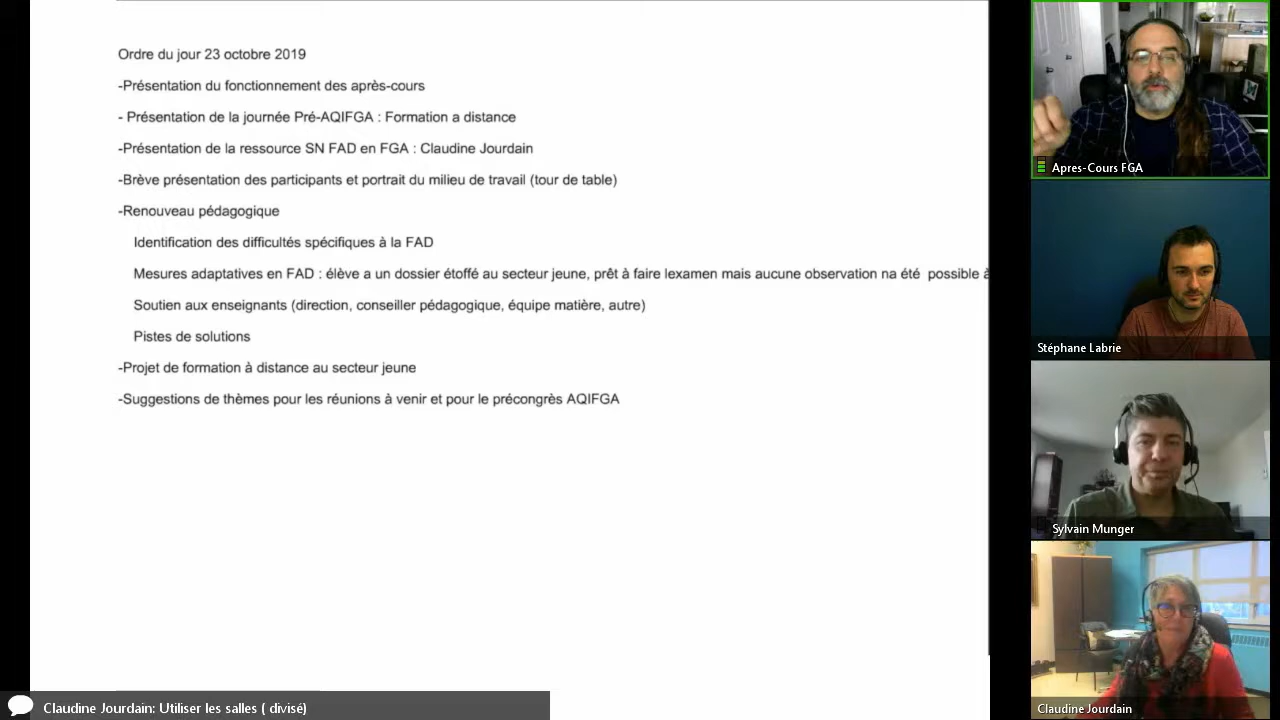 Ordre du jour 23 octobre 2019
-Présentation du fonctionnement des après-cours
- Présentation de la journée Pré-AQIFGA : Formation a distance
-Présentation de la ressource SN FAD en FGA : Claudine Jourdain
-Brève présentation des participants et portrait du milieu de travail (tour de table)
-Renouveau pédagogique
Identification des difficultés spécifiques à la FAD
Mesures adaptatives en FAD : élève a un dossier étoffé au secteur jeune, prêt à faire lexamen mais aucune observation na été possible à
Soutien aux enseignants (direction, conseiller pédagogique, équipe matière, autre)
Pistes de solutions
-Projet de formation à distance au secteur jeune
-Suggestions de thèmes pour les réunions à venir et pour le précongrès AQIFGA
Claudine Jourdain: Utiliser les salles ( divisé)
Apres-Cours FGA
Stéphane Labrie
Sylvain Munger
Claudine Jourdain